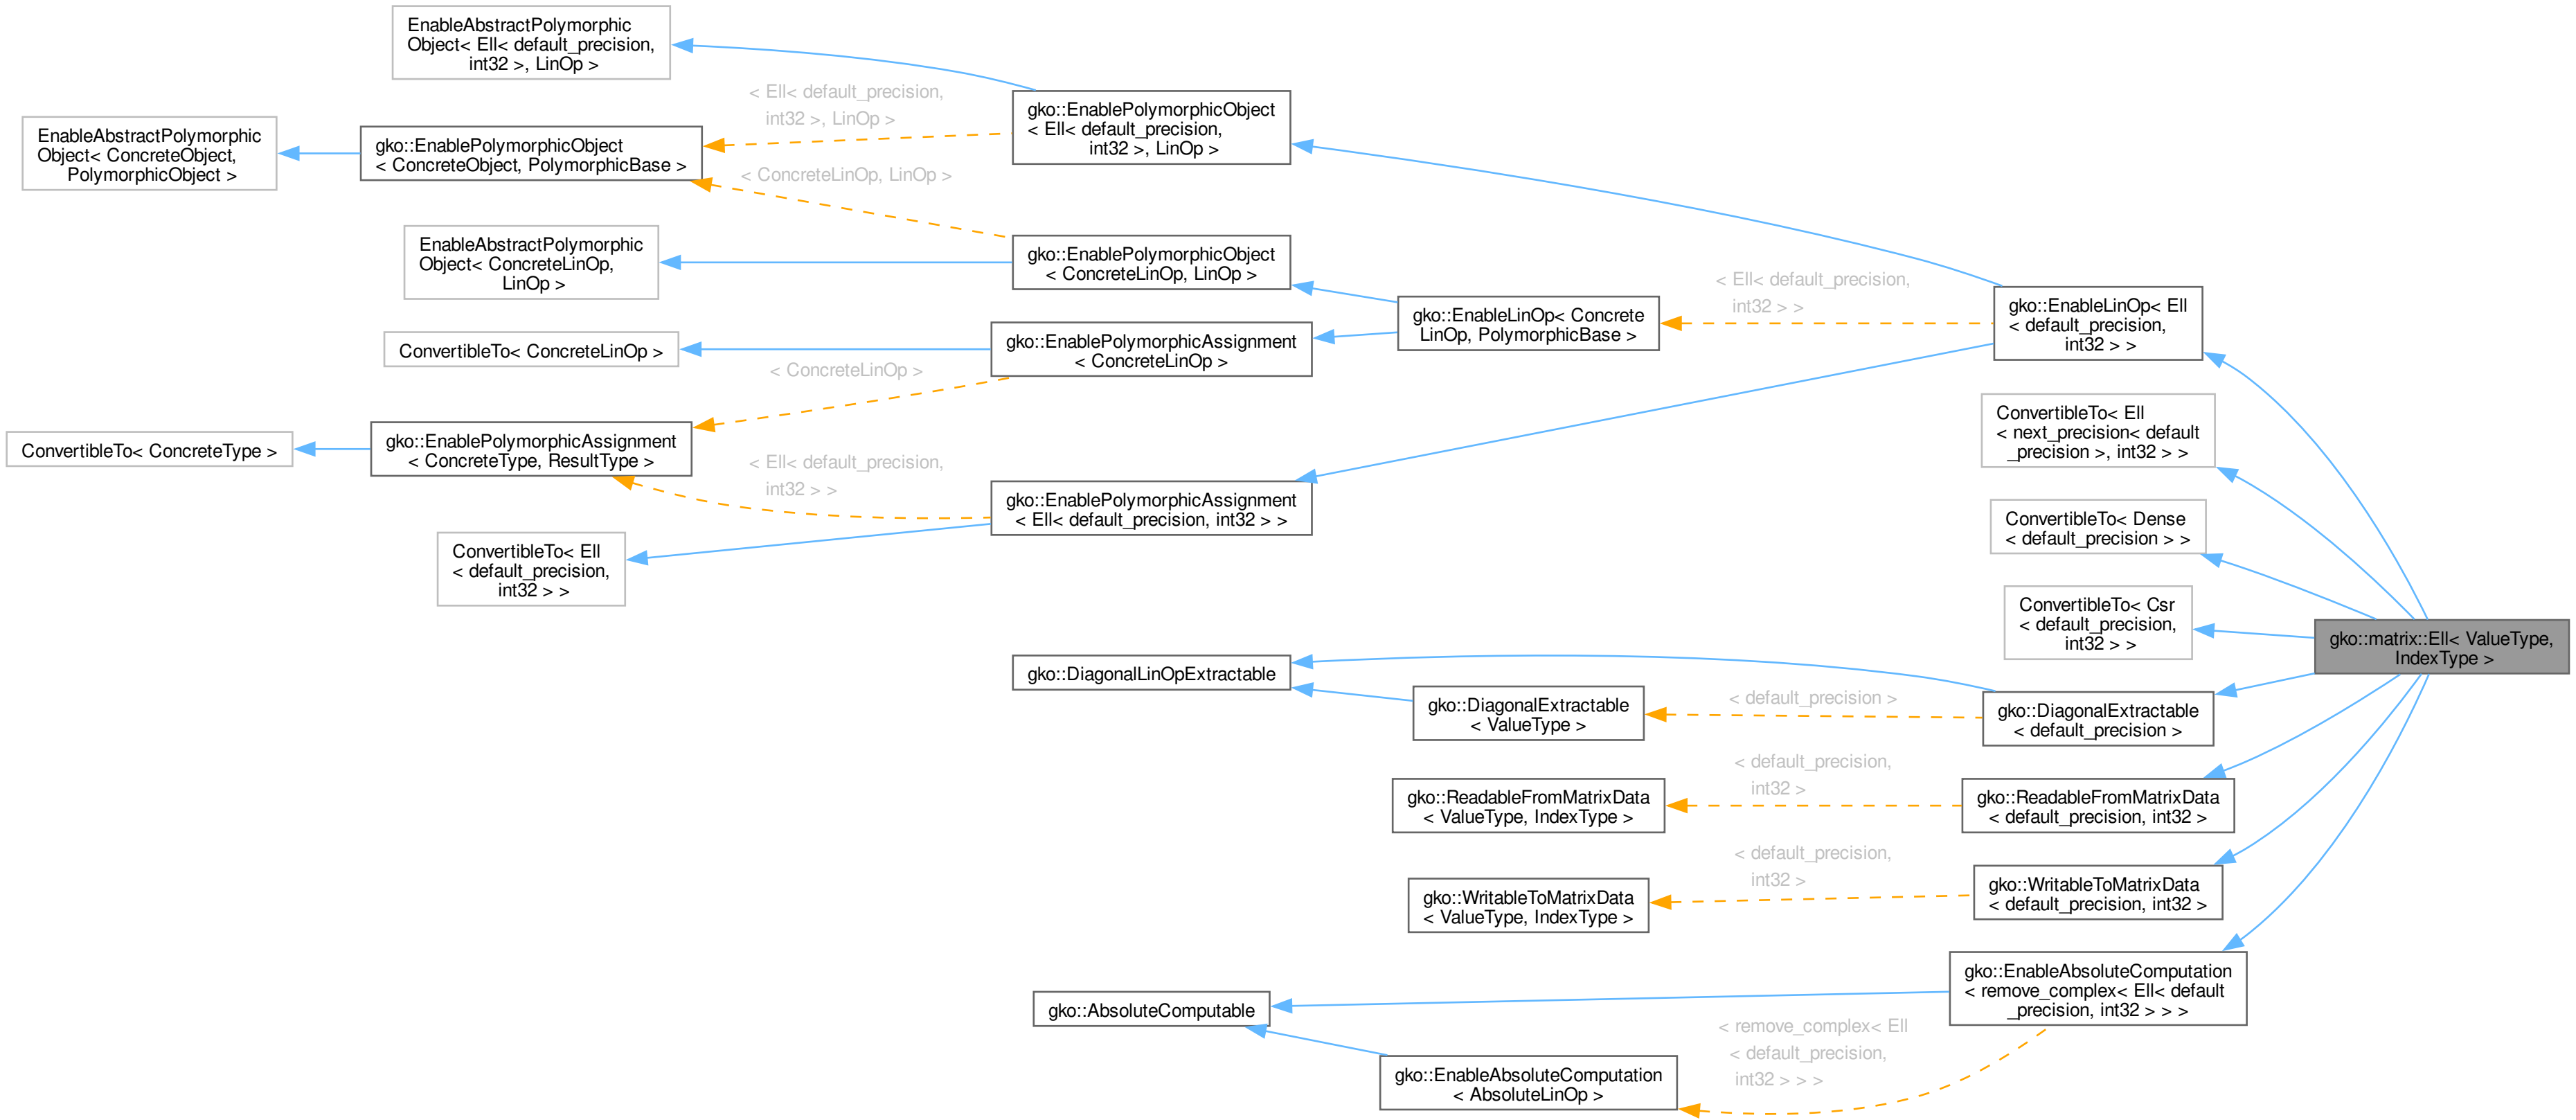 EnableAbstractPolymorphic
Object< Ell< default_precision,
int32 >, LinOp >
< Ell< default_precision,
int32 >, LinOp >
gko::EnablePolymorphicObject
< Ell< default_precision,
int32 >, LinOp >
EnableAbstractPolymorphic
Object< ConcreteObject,
PolymorphicObject >
gko::EnablePolymorphicObject
< ConcreteObject, PolymorphicBase >
< ConcreteLinOp, LinOp >
EnableAbstractPolymorphic
Object< ConcreteLinOp,
LinOp >
gko::EnablePolymorphicObject
< ConcreteLinOp, LinOp >
< Ell< default_precision,
int32 > >
gko::EnableLinOp< Concrete
LinOp, PolymorphicBase >
gko::EnableLinOp< Ell
< default_precision,
int32 > >
ConvertibleTo< ConcreteLinOp >
gko::EnablePolymorphicAssignment
< ConcreteLinOp >
< ConcreteLinOp >
ConvertibleTo< Ell
< next_precision< default
_precision >, int32 > >
ConvertibleTo< ConcreteType >
gko::EnablePolymorphicAssignment
< ConcreteType, ResultType >
< Ell< default_precision,
int32 > >
gko::EnablePolymorphicAssignment
< Ell< default_precision, int32 > >
ConvertibleTo< Dense
< default_precision > >
ConvertibleTo< Ell
< default_precision,
int32 > >
ConvertibleTo< Csr
< default_precision,
int32 > >
gko::matrix::Ell< ValueType,
IndexType >
gko::DiagonalLinOpExtractable
gko::DiagonalExtractable
< ValueType >
< default_precision >
gko::DiagonalExtractable
< default_precision >
< default_precision,
int32 >
gko::ReadableFromMatrixData
< ValueType, IndexType >
gko::ReadableFromMatrixData
< default_precision, int32 >
< default_precision,
int32 >
gko::WritableToMatrixData
< ValueType, IndexType >
gko::WritableToMatrixData
< default_precision, int32 >
gko::AbsoluteComputable
gko::EnableAbsoluteComputation
< remove_complex< Ell< default
_precision, int32 > > >
< remove_complex< Ell
< default_precision,
int32 > > >
gko::EnableAbsoluteComputation
< AbsoluteLinOp >